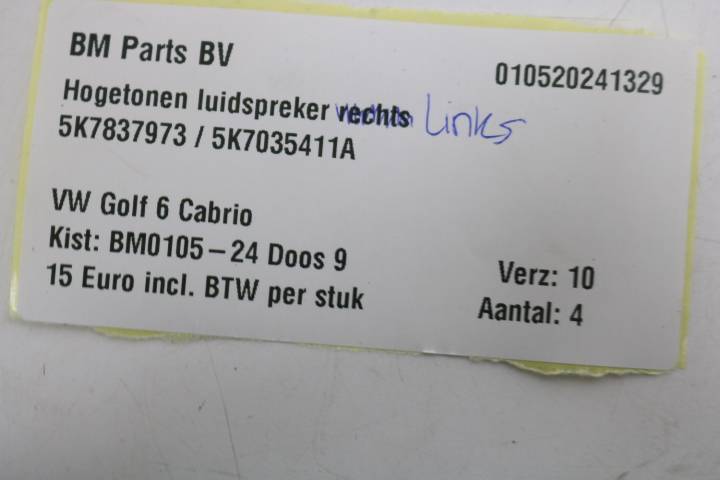 BM Parts BV
010520241329
Hogetonen luidspreker rechts Links
5K7837973 / 5K7035411A
VW Golf 6 Cabrio
Kist: BM0105-24 Doos 9
Verz: 10
15 Euro incl. BTW per stuk
Aantal: 4